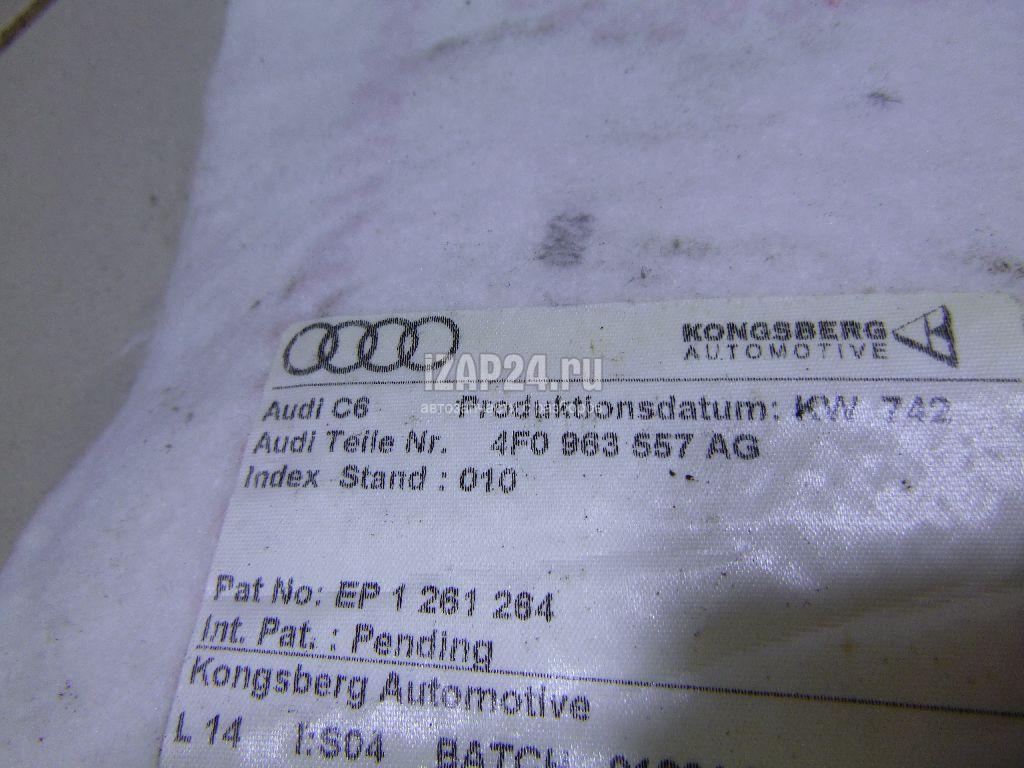 KONGSBERG
AUTOMOTIVE
iZAP24.ru
Audi C6 Produktionsdatum: KW 742
Audi Teile Nr. 4F0 963 557 AG
Index Stand : 010
Pat No: EP 1 261 264
Int. Pat. : Pending
Kongsberg Automotive
L 14 I:S04 BATCH